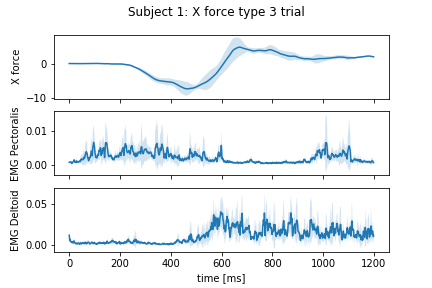 Subject 1: X force type 3 trial
X force
0
−10
EMG Pectoralis
0.01
0.00
EMG Deltoid
0.05
0.00
0 200 400 600 800 1000 1200
time [ms]